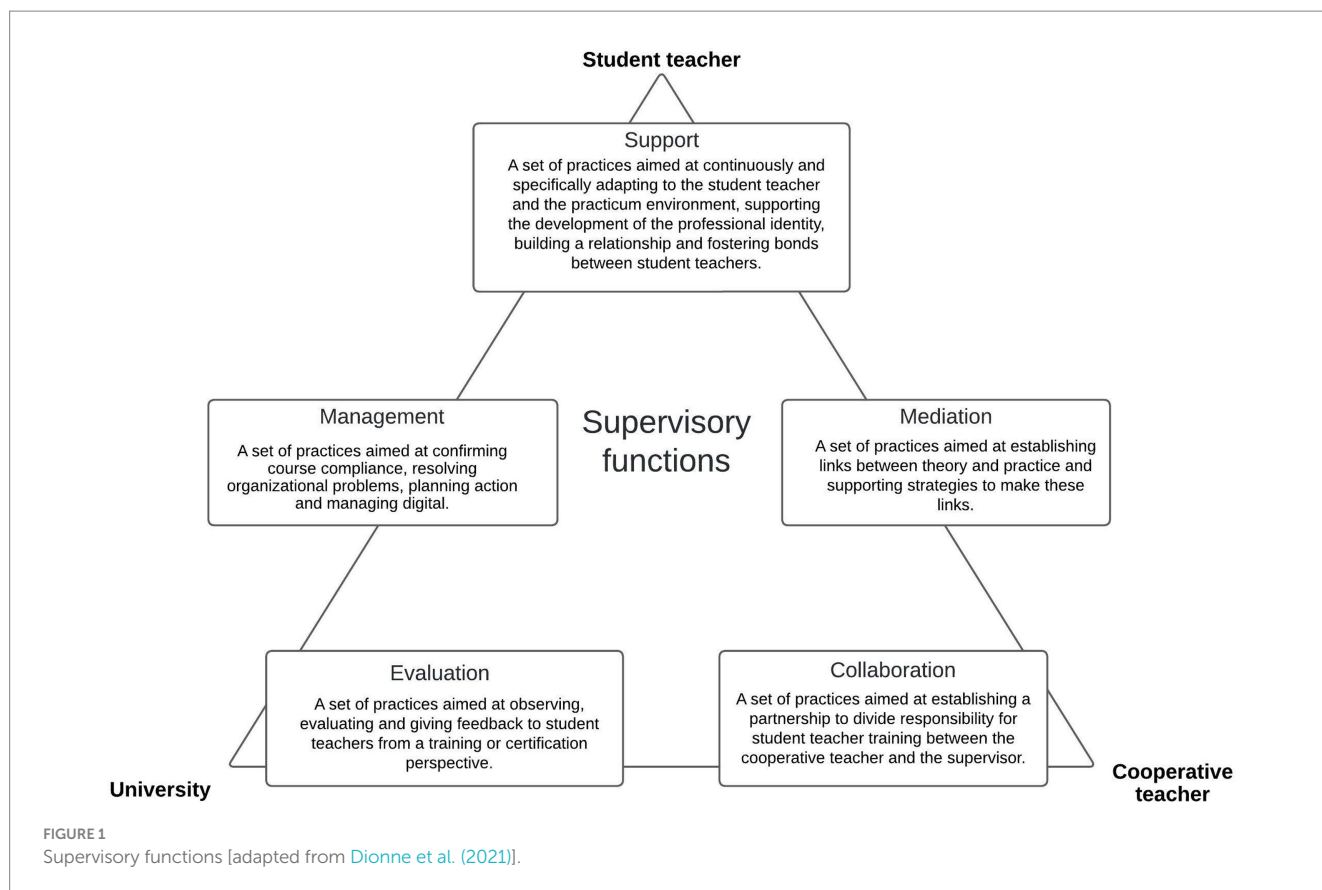 Student teacher
Support
A set of practices aimed at continuously and
specifically adapting to the student teacher
and the practicum environment, supporting
the development of the professional identity,
building a relationship and fostering bonds
between student teachers.
Management
A set of practices aimed at confirming
course compliance, resolving
organizational problems, planning action
and managing digital.
Supervisory
functions
Mediation
A set of practices aimed at establishing
links between theory and practice and
supporting strategies to make these
links.
Evaluation
A set of practices aimed at observing,
evaluating and giving feedback to student
teachers from a training or certification
perspective.
Collaboration
A set of practices aimed at establishing a
partnership to divide responsibility for
student teacher training between the
cooperative teacher and the supervisor.
University
Cooperative
teacher
FIGURE 1
Supervisory functions [adapted from Dionne et al. (2021)].